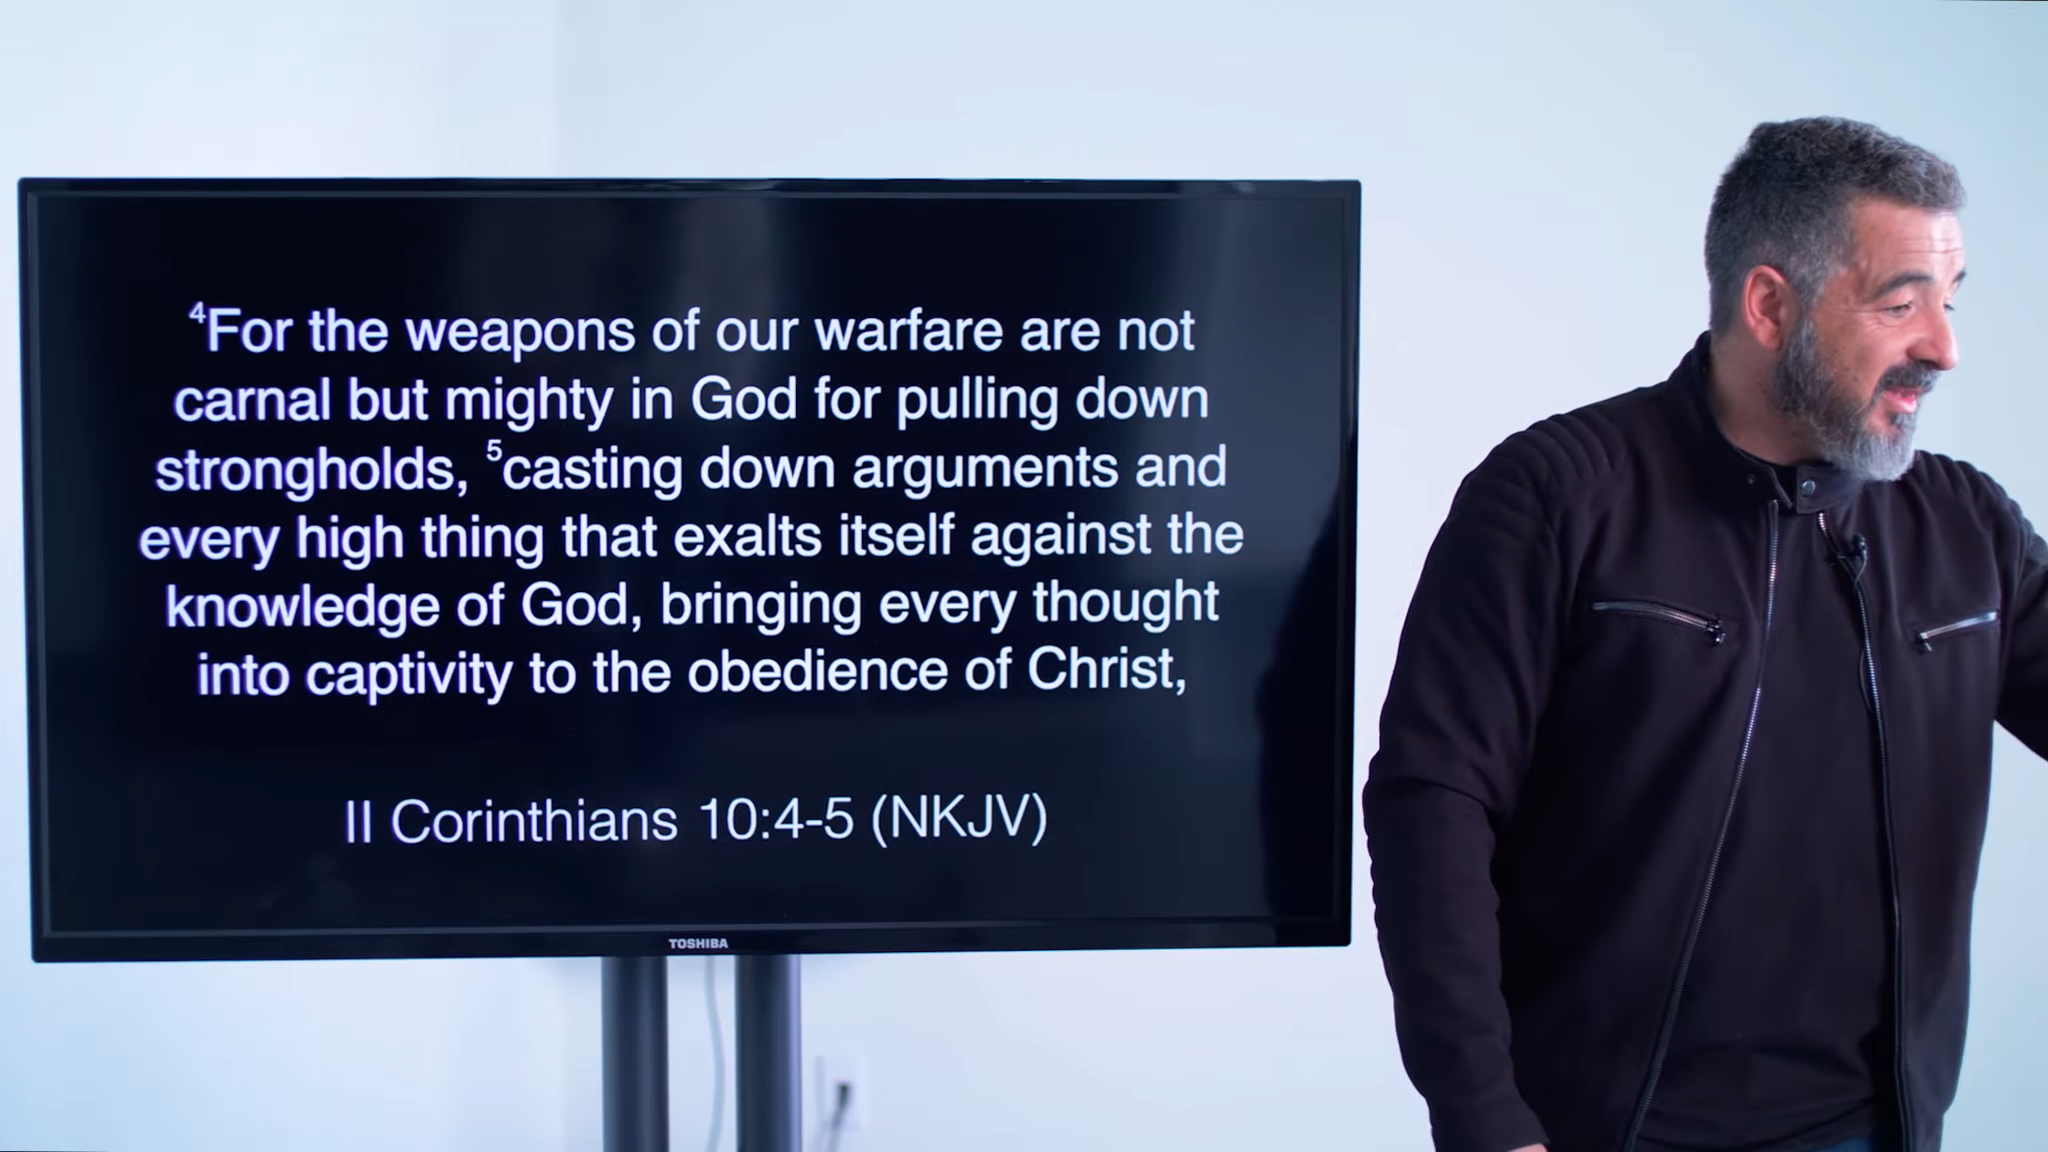 ⁴For the weapons of our warfare are not
carnal but mighty in God for pulling down
strongholds, ⁵casting down arguments and
every high thing that exalts itself against the
knowledge of God, bringing every thought
into captivity to the obedience of Christ,
II Corinthians 10:4-5 (NKJV)
TOSHIBA